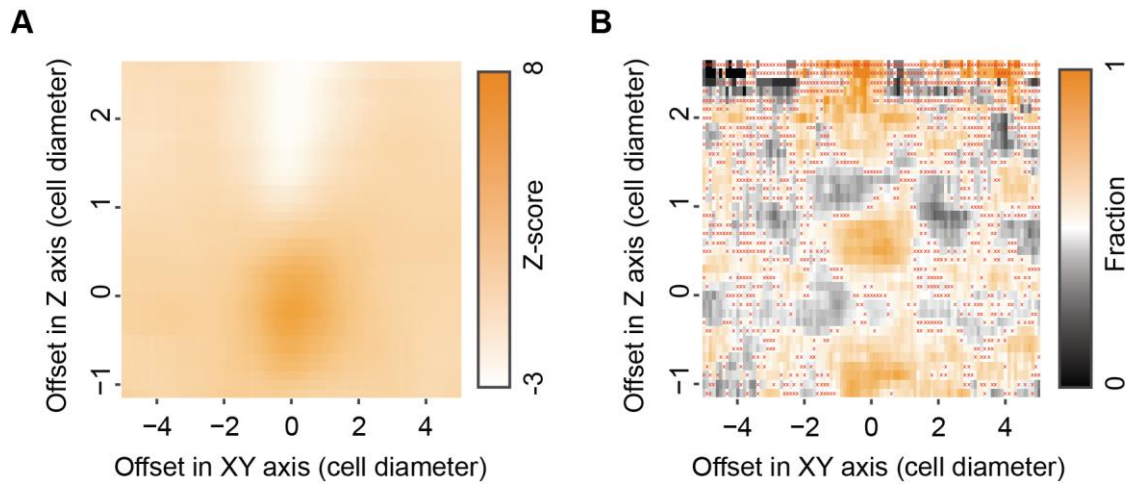 A
Offset in Z axis (cell diameter)
2
1
0
−1
−4 −2 0 2 4
Offset in XY axis (cell diameter)
8
Z-score
-3
B
Offset in Z axis (cell diameter)
2
1
0
−1
−4 −2 0 2 4
Offset in XY axis (cell diameter)
1
Fraction
0